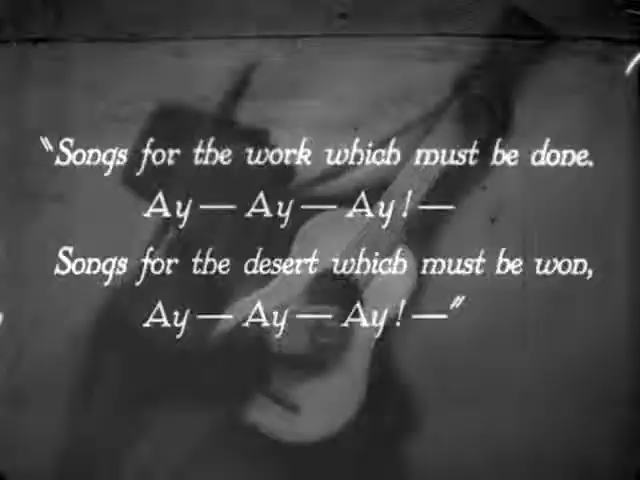 "Songs for the work which must be done.
Ay — Ay — Ay! —
Songs for the desert which must be won,
Ay — Ay — Ay! —"